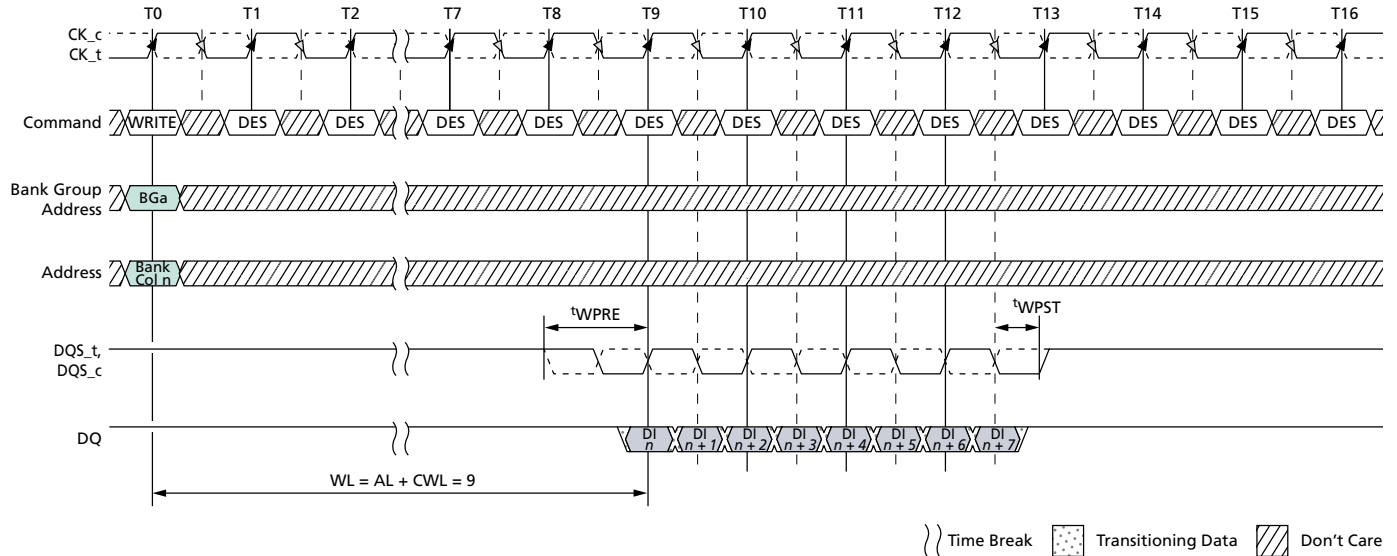 T0 T1 T2 T7 T8 T9 T10 T11 T12 T13 T14 T15 T16
CK_c
CK_t
Command WRITE DES DES DES DES DES DES DES DES DES DES DES DES
Bank Group
Address
BGa
Address
Bank
Col n
tWPRE
tWPST
DQS_t,
DQS_c
DQ
DI
n
DI
n + 1
DI
n + 2
DI
n + 3
DI
n + 4
DI
n + 5
DI
n + 6
DI
n + 7
WL = AL + CWL = 9
Time Break Transitioning Data Don't Care